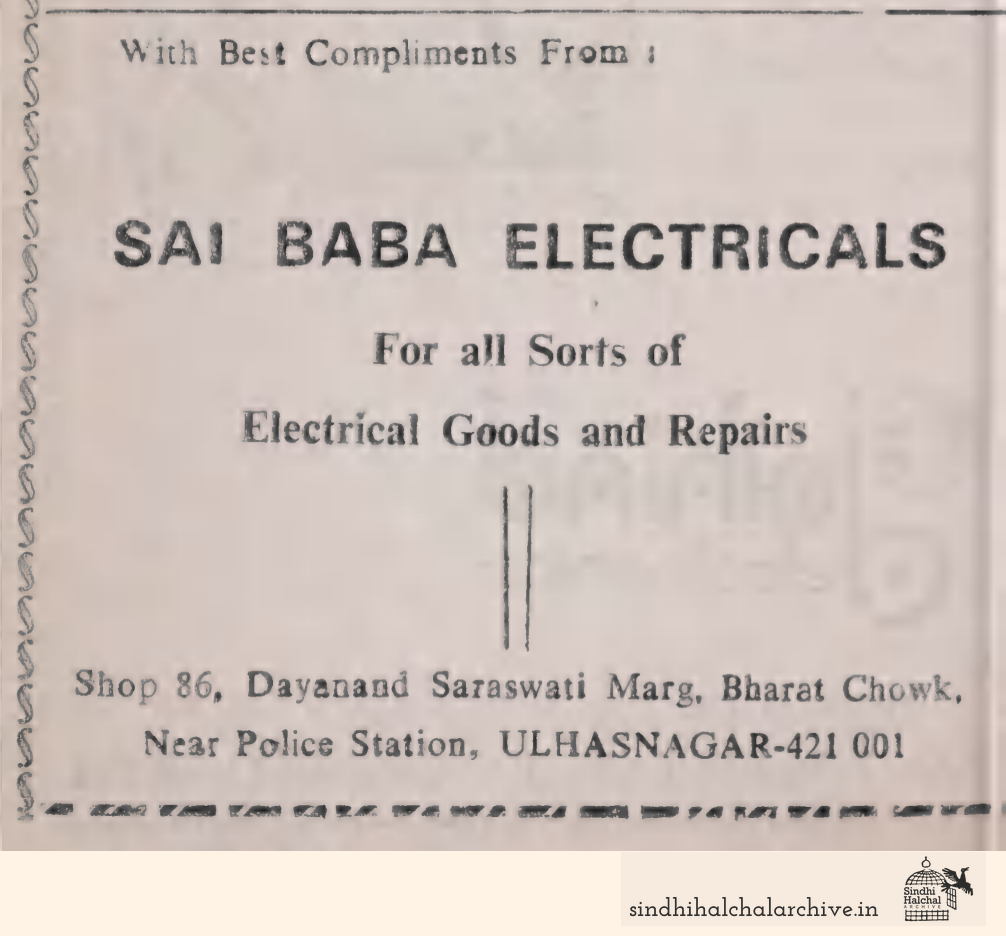 With Best Compliments From :
SAI BABA ELECTRICALS
For all Sorts of
Electrical Goods and Repairs
Shop 86, Dayanand Saraswati Marg, Bharat Chowk,
Near Police Station, ULHASNAGAR-421 001
sindhihalchalarchive.in
Sindhi
Halchal
ARCHIVE